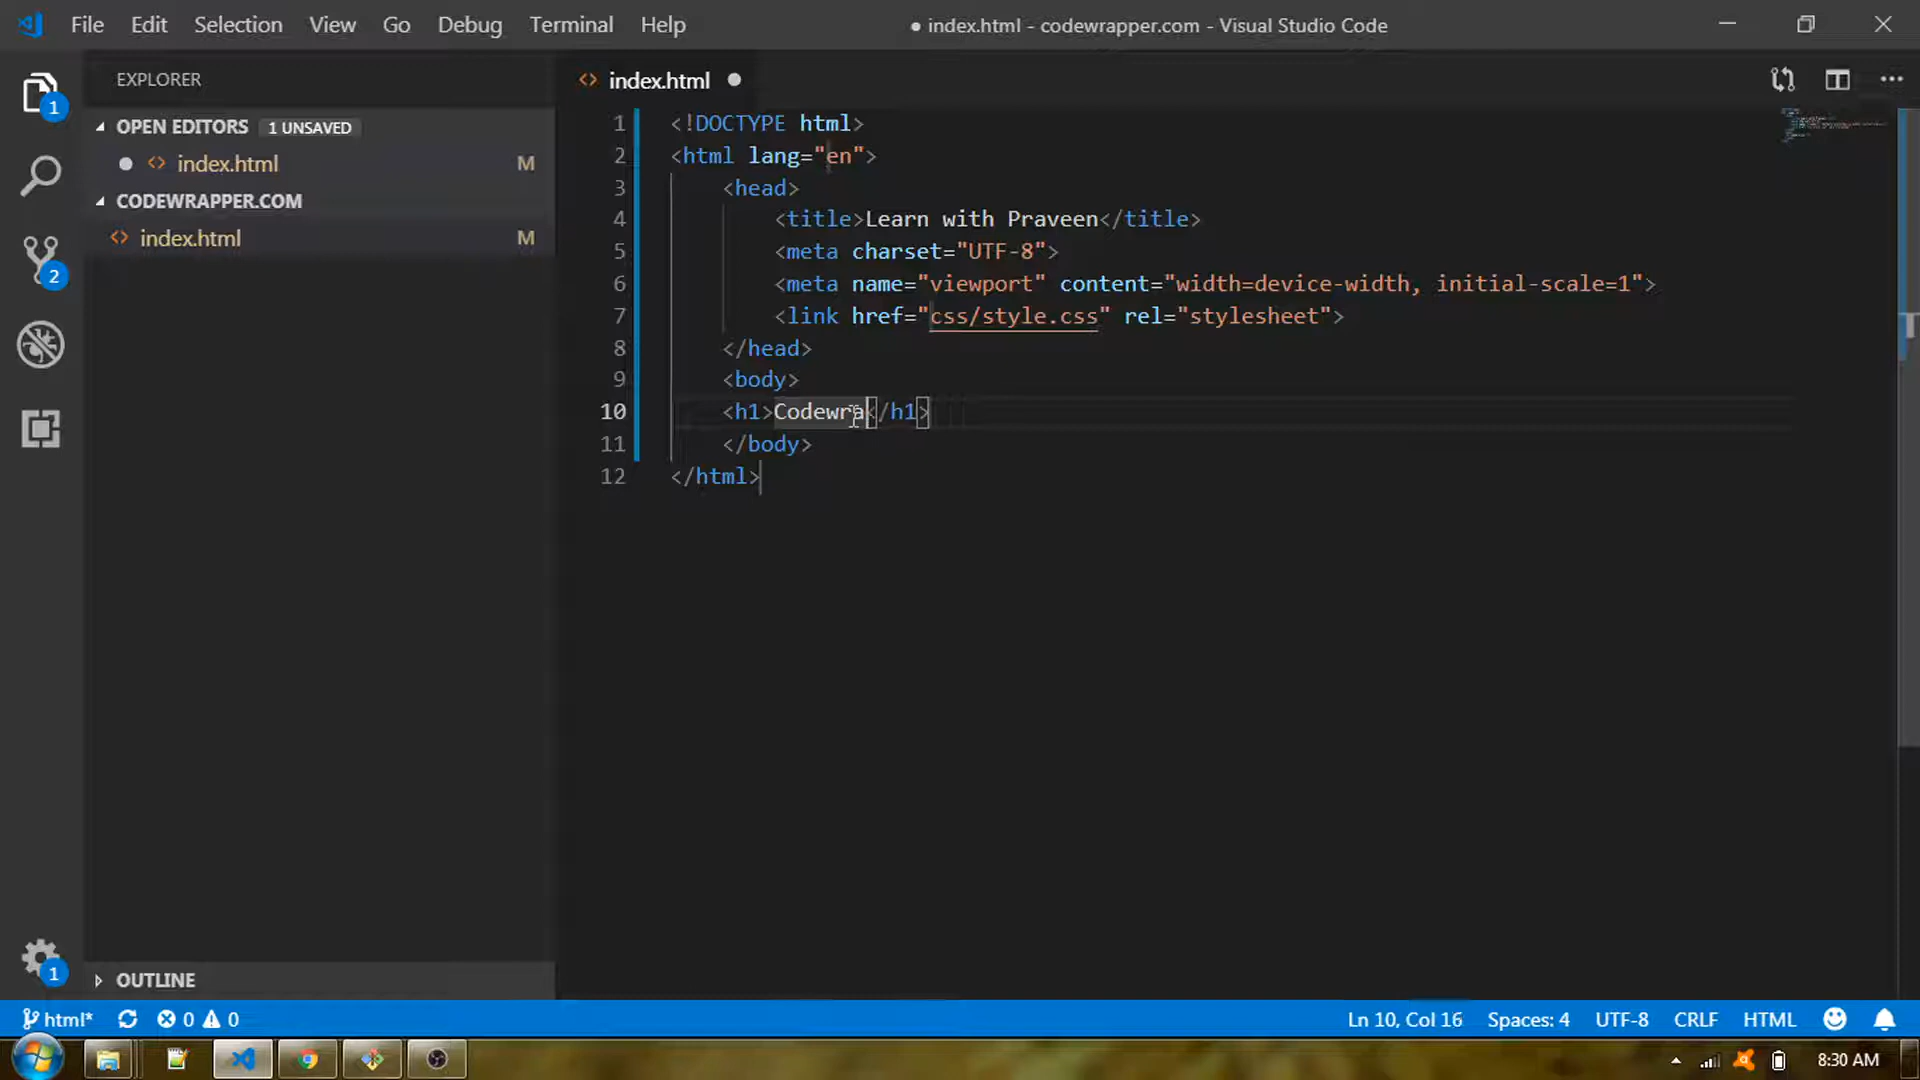 File Edit Selection View Go Debug Terminal Help
● index.html - codewrapper.com - Visual Studio Code
EXPLORER
index.html
1
OPEN EDITORS 1 UNSAVED
index.html M
CODEWRAPPER.COM
index.html M
2
1 <!DOCTYPE html>
2 <html lang="en">
3 <head>
4 <title>Learn with Praveen</title>
5 <meta charset="UTF-8">
6 <meta name="viewport" content="width=device-width, initial-scale=1">
7 <link href="css/style.css" rel="stylesheet">
8 </head>
9 <body>
10 <h1>Codewra</h1>
11 </body>
12 </html>
1
OUTLINE
html* 0 0
Ln 10, Col 16 Spaces: 4 UTF-8 CRLF HTML
8:30 AM